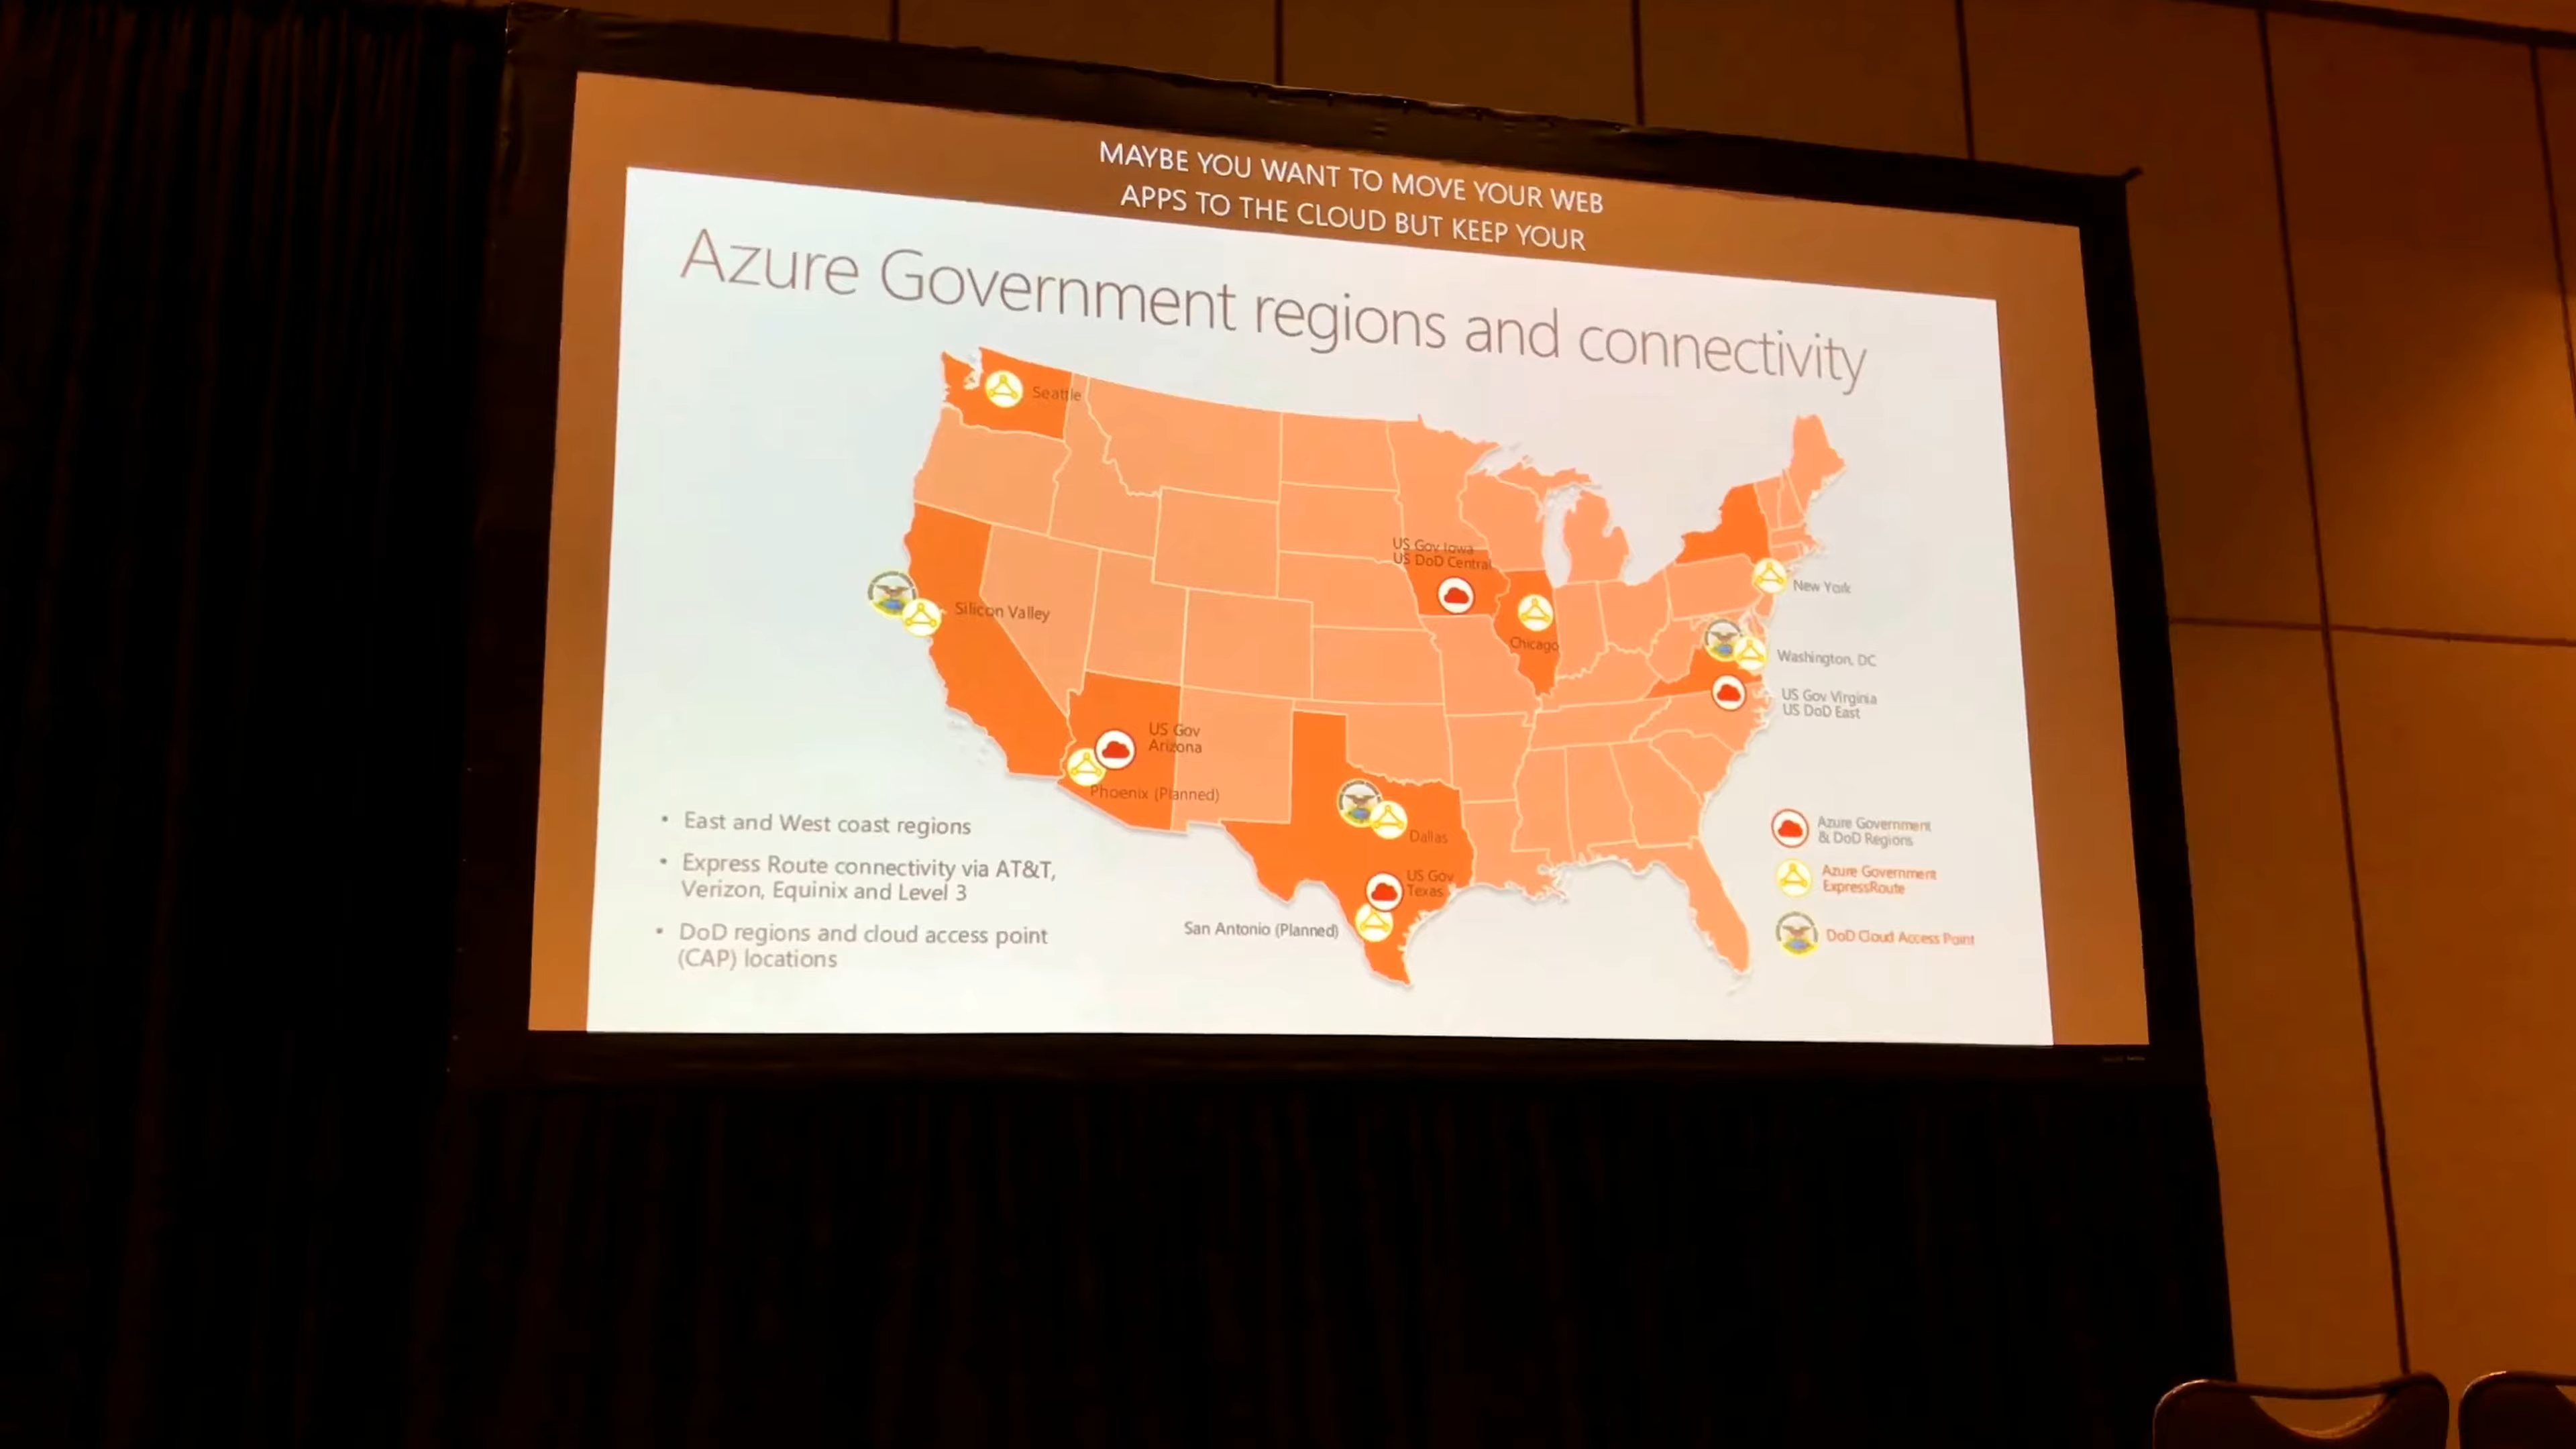 MAYBE YOU WANT TO MOVE YOUR WEB
APPS TO THE CLOUD BUT KEEP YOUR
Azure Government regions and connectivity
Seattle
Silicon Valley
US Gov
Arizona
Phoenix (Planned)
US Gov Iowa
US DoD Central
Chicago
New York
Washington, DC
US Gov Virginia
US DoD East
Dallas
US Gov
Texas
San Antonio (Planned)
• East and West coast regions
• Express Route connectivity via AT&T,
Verizon, Equinix and Level 3
• DoD regions and cloud access point
(CAP) locations
Azure Government
& DoD Regions
Azure Government
ExpressRoute
DoD Cloud Access Point